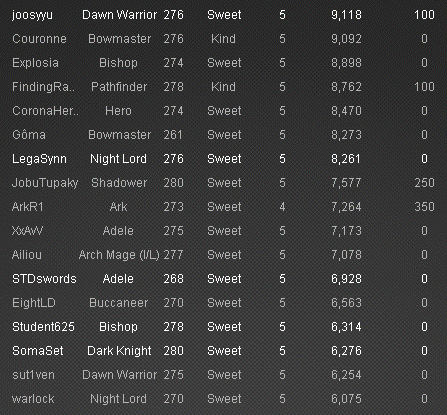 joosyyu Dawn Warrior 276 Sweet 5 9,118 100
Couronne Bowmaster 276 Kind 5 9,092 0
Explosia Bishop 274 Sweet 5 8,898 0
FindingRa.. Pathfinder 278 Kind 5 8,762 100
CoronaHer.. Hero 274 Sweet 5 8,470 0
Gôma Bowmaster 261 Sweet 5 8,273 0
LegaSynn Night Lord 276 Sweet 5 8,261 0
JobuTupaky Shadower 280 Sweet 5 7,577 250
ArkR1 Ark 273 Sweet 4 7,264 350
XxAvV Adele 275 Sweet 5 7,173 0
Ailiou Arch Mage (I/L) 277 Sweet 5 7,078 0
STDswords Adele 268 Sweet 5 6,928 0
EightLD Buccaneer 270 Sweet 5 6,563 0
Student625 Bishop 278 Sweet 5 6,314 0
SomaSet Dark Knight 280 Sweet 5 6,276 0
sut1ven Dawn Warrior 275 Sweet 5 6,254 0
warlock Night Lord 270 Sweet 5 6,075 0